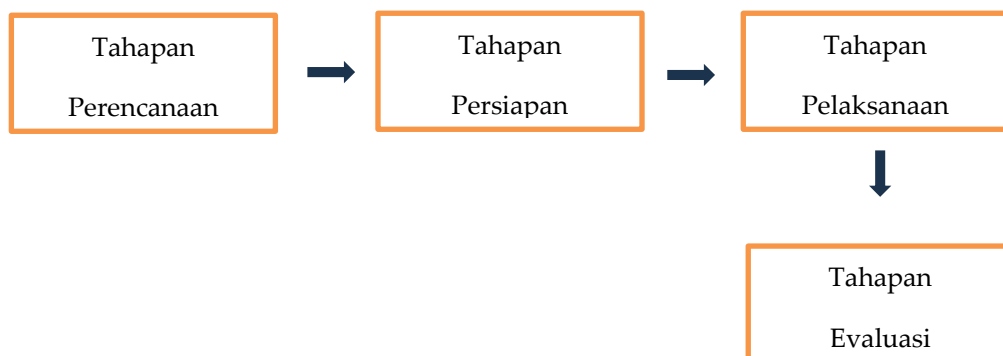 Tahapan
Perencanaan
Tahapan
Persiapan
Tahapan
Pelaksanaan
Tahapan
Evaluasi